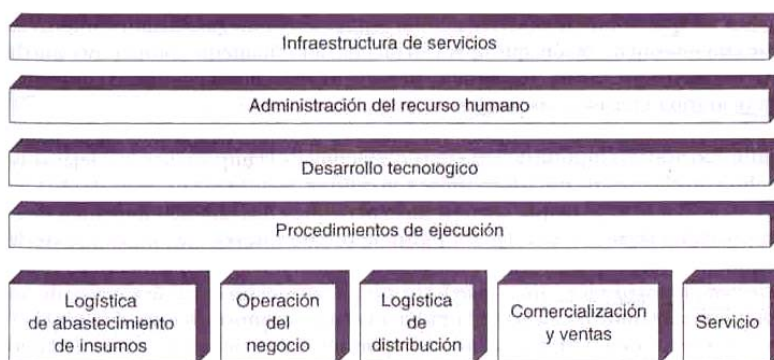 Infraestructura de servicios
Administración del recurso humano
Desarrollo tecnologico
Procedimientos de ejecución
Logística
de abastecimiento
de insumos
Operación
del
negocio
Logística
de
distribución
Comercialización
y ventas
Servicio